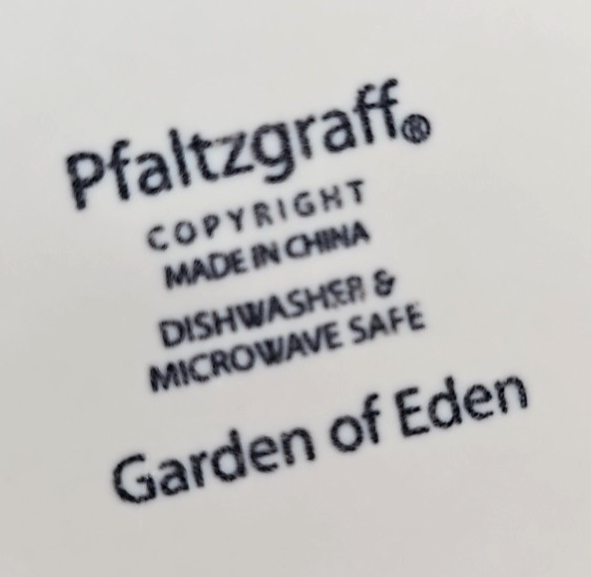 Pfaltzgraff®
COPYRIGHT
MADE IN CHINA
DISHWASHER &
MICROWAVE SAFE
Garden of Eden